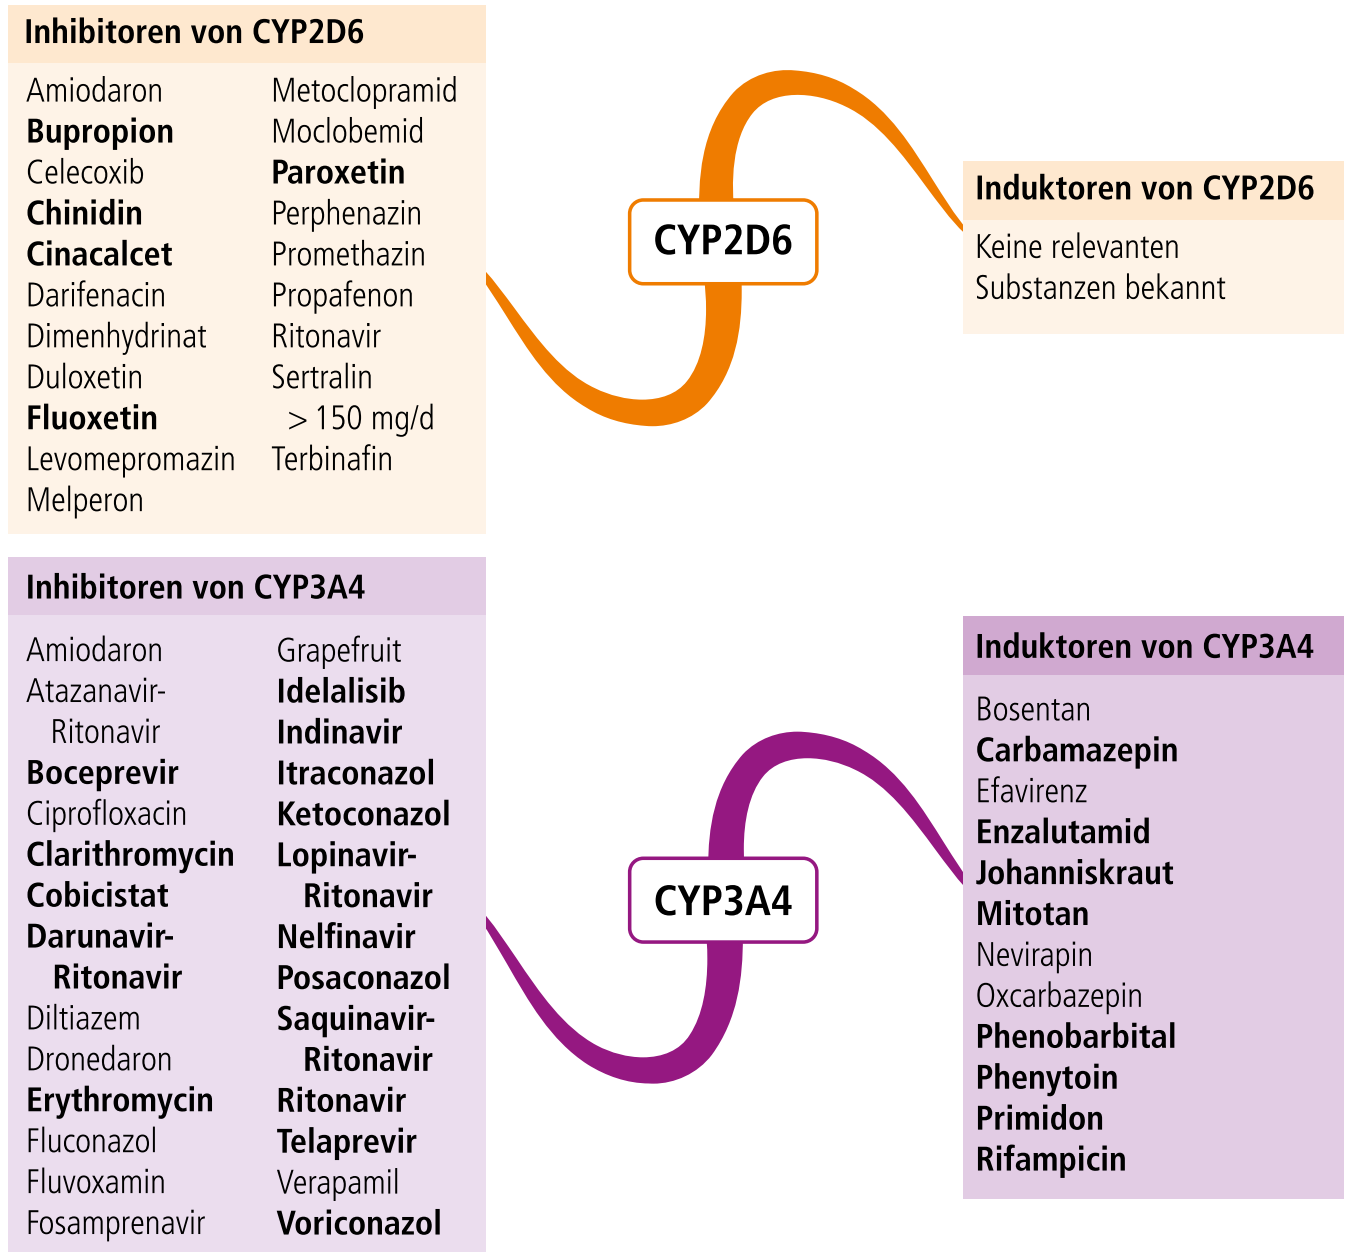 Inhibitoren von CYP2D6
Amiodaron
Bupropion
Celecoxib
Chinidin
Cinacalcet
Darifenacin
Dimenhydrinat
Duloxetin
Fluoxetin
Levomepromazin
Melperon
Metoclopramid
Moclobemid
Paroxetin
Perphenazin
Promethazin
Propafenon
Ritonavir
Sertralin
> 150 mg/d
Terbinafin
CYP2D6
Induktoren von CYP2D6
Keine relevanten
Substanzen bekannt
Inhibitoren von CYP3A4
Amiodaron
Atazanavir-
Ritonavir
Boceprevir
Ciprofloxacin
Clarithromycin
Cobicistat
Darunavir-
Ritonavir
Diltiazem
Dronedaron
Erythromycin
Fluconazol
Fluvoxamin
Fosamprenavir
Grapefruit
Idelalisib
Indinavir
Itraconazol
Ketoconazol
Lopinavir-
Ritonavir
Nelfinavir
Posaconazol
Saquinavir-
Ritonavir
Ritonavir
Telaprevir
Verapamil
Voriconazol
CYP3A4
Induktoren von CYP3A4
Bosentan
Carbamazepin
Efavirenz
Enzalutamid
Johanniskraut
Mitotan
Nevirapin
Oxcarbazepin
Phenobarbital
Phenytoin
Primidon
Rifampicin